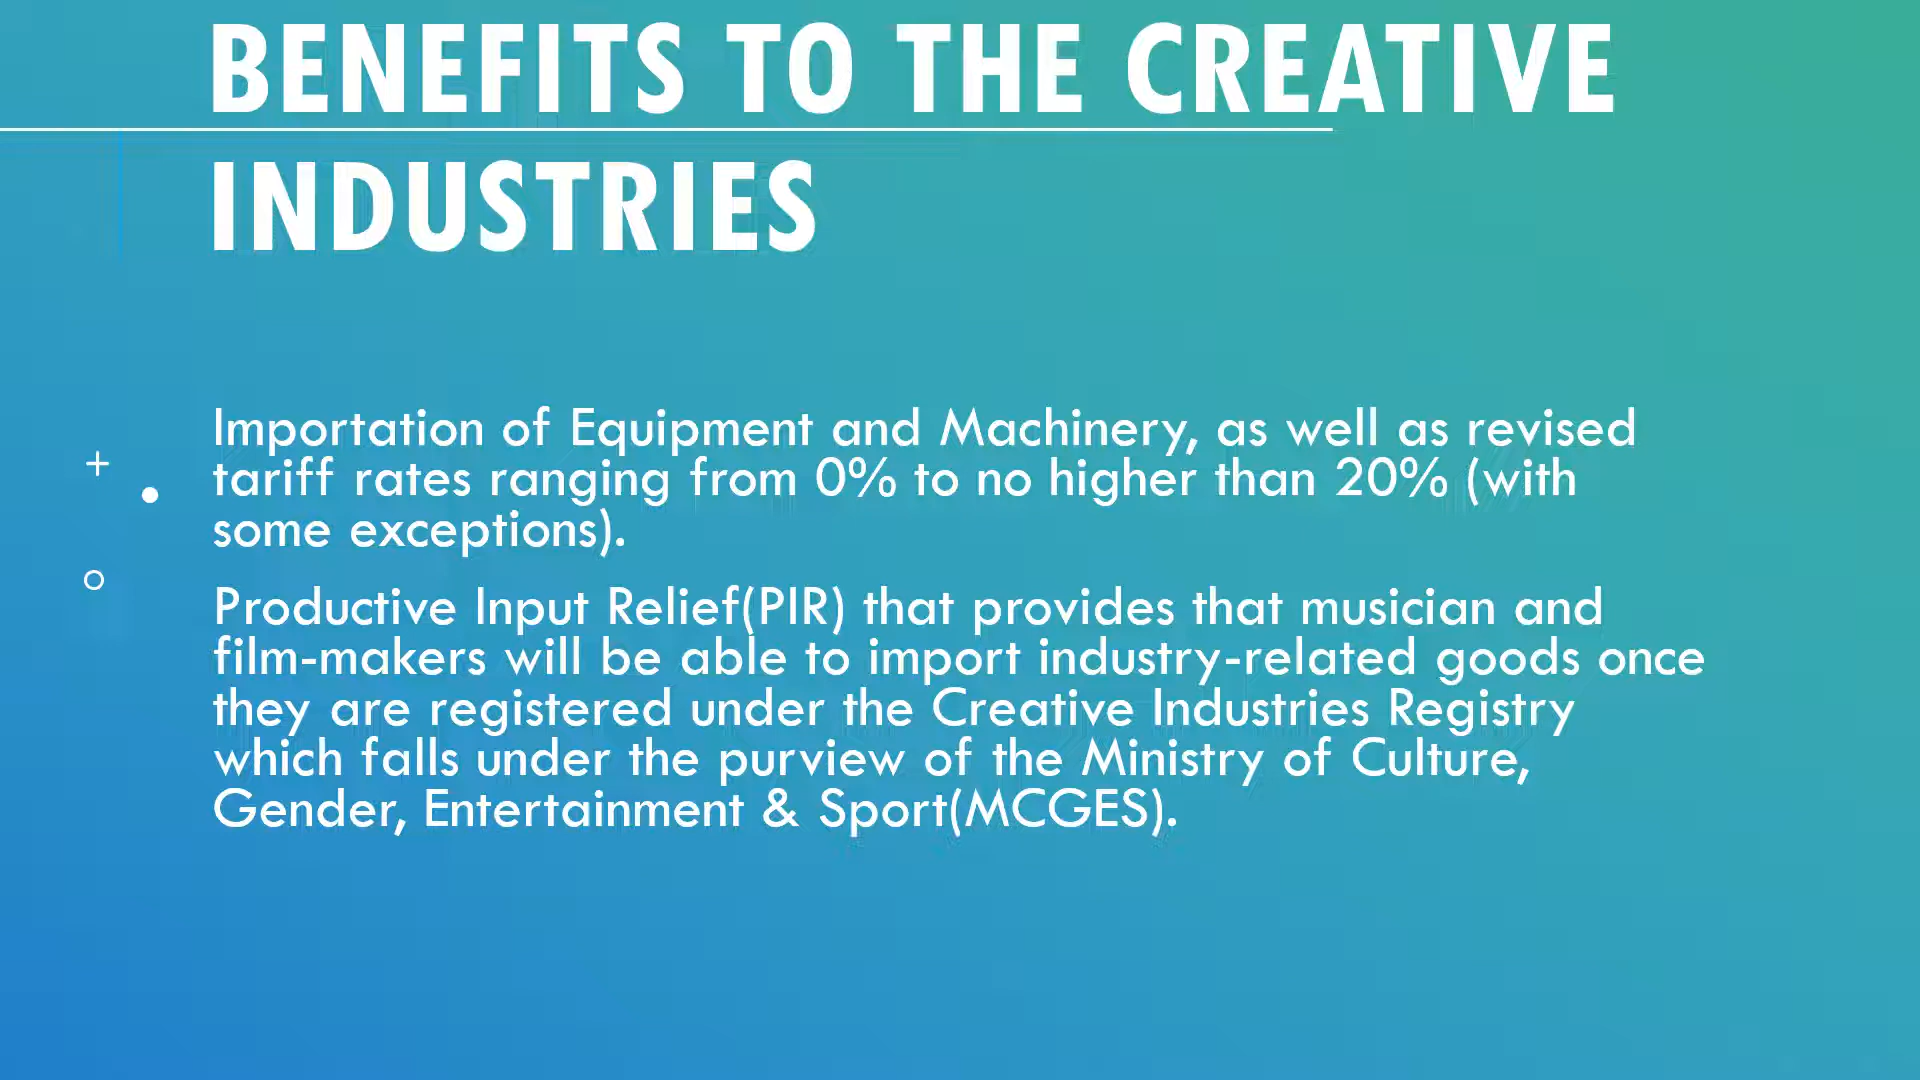 BENEFITS TO THE CREATIVE
INDUSTRIES
Importation of Equipment and Machinery, as well as revised
tariff rates ranging from 0% to no higher than 20% (with
some exceptions).
Productive Input Relief(PIR) that provides that musician and
film-makers will be able to import industry-related goods once
they are registered under the Creative Industries Registry
which falls under the purview of the Ministry of Culture,
Gender, Entertainment & Sport(MCGES).